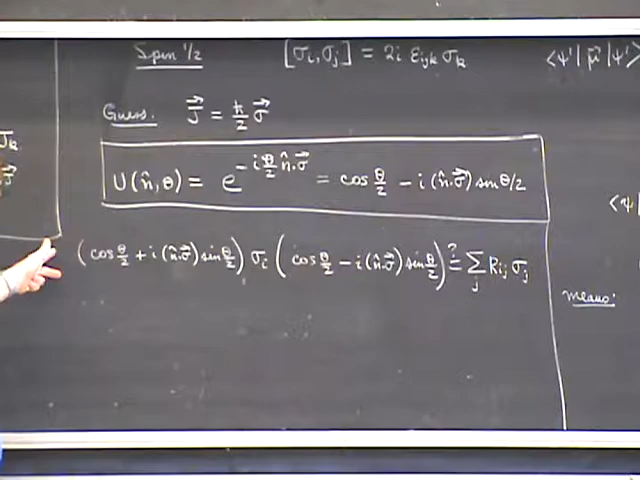 Spin 1/2 [σi, σj] = 2i εijk σk ⟨ψ'| μ⃗ |ψ'⟩
Guess: J⃗ = ħ/2 σ⃗
U(n̂, θ) = e^(-i θ/2 n̂·σ⃗) = cos θ/2 − i (n̂·σ⃗) sin θ/2
(cos θ/2 + i (n̂·σ⃗) sin θ/2) σi (cos θ/2 − i (n̂·σ⃗) sin θ/2) ≟ Σj Rij σj
⟨ψ|
means: